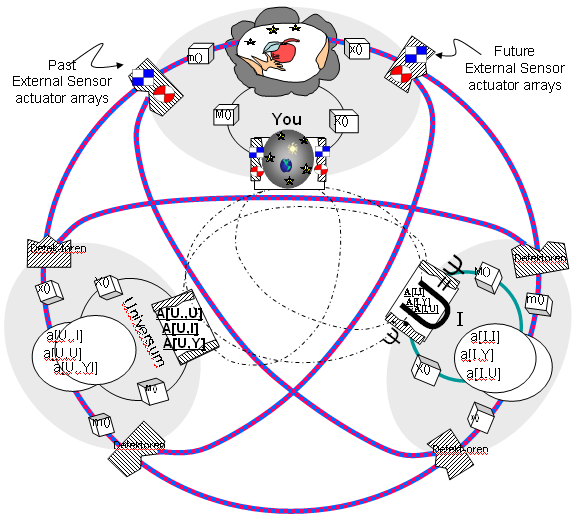 Past
External Sensor
actuator arrays
Future
External Sensor
actuator arrays
m()
x()
M()
X()
You
Detektoren
Detektoren
x()
X()
M()
m()
Universum
a[U..I]
a[U,U]
a[U..Y]
A[U..U]
A[U.I]
A[U,Y]
A[I,I]
A[I,Y]
A[I,U]
Ψ
U
Ψ
I
M()
m()
X()
a[I,I]
a[I,Y]
a[I,U]
Detektoren
Detektoren